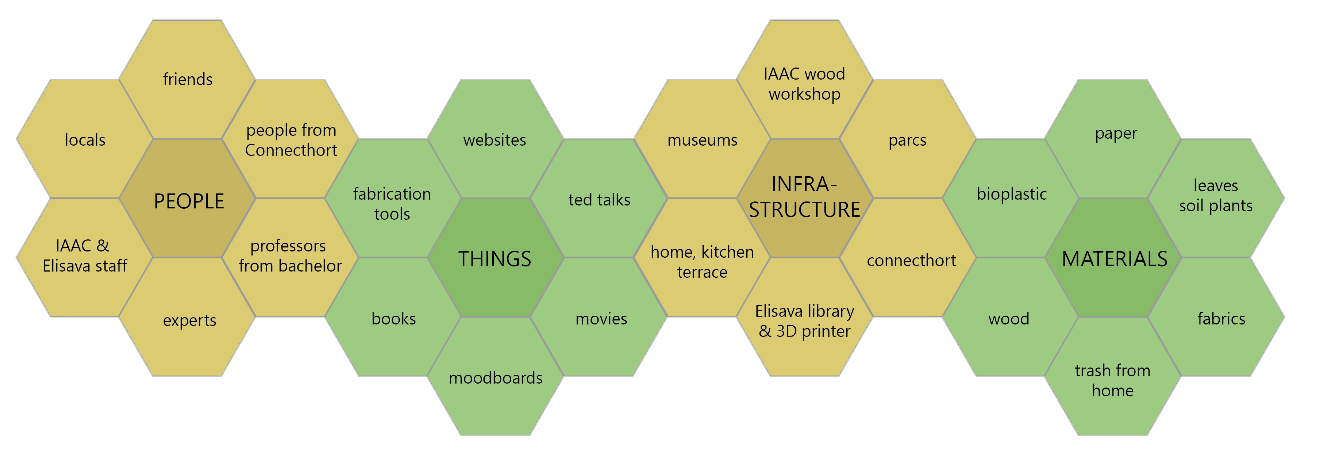 friends
locals
people from
Connecthort
PEOPLE
IAAC &
Elisava staff
professors
from bachelor
experts
websites
fabrication
tools
ted talks
THINGS
books
movies
moodboards
IAAC wood
workshop
museums
parcs
INFRA-
STRUCTURE
home, kitchen
terrace
connecthort
Elisava library
& 3D printer
paper
bioplastic
leaves
soil plants
MATERIALS
wood
fabrics
trash from
home